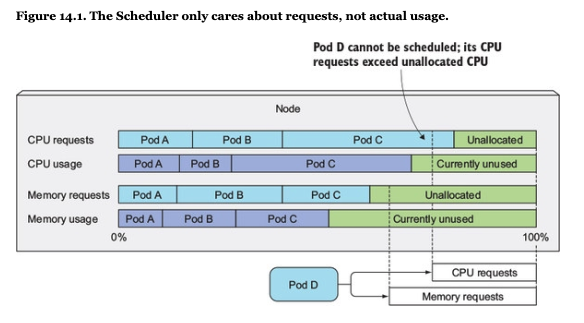 Figure 14.1. The Scheduler only cares about requests, not actual usage.
Pod D cannot be scheduled; its CPU
requests exceed unallocated CPU
Node
CPU requests Pod A Pod B Pod C Unallocated
CPU usage Pod A Pod B Pod C Currently unused
Memory requests Pod A Pod B Pod C Unallocated
Memory usage Pod A Pod B Pod C Currently unused
0% 100%
CPU requests
Pod D
Memory requests